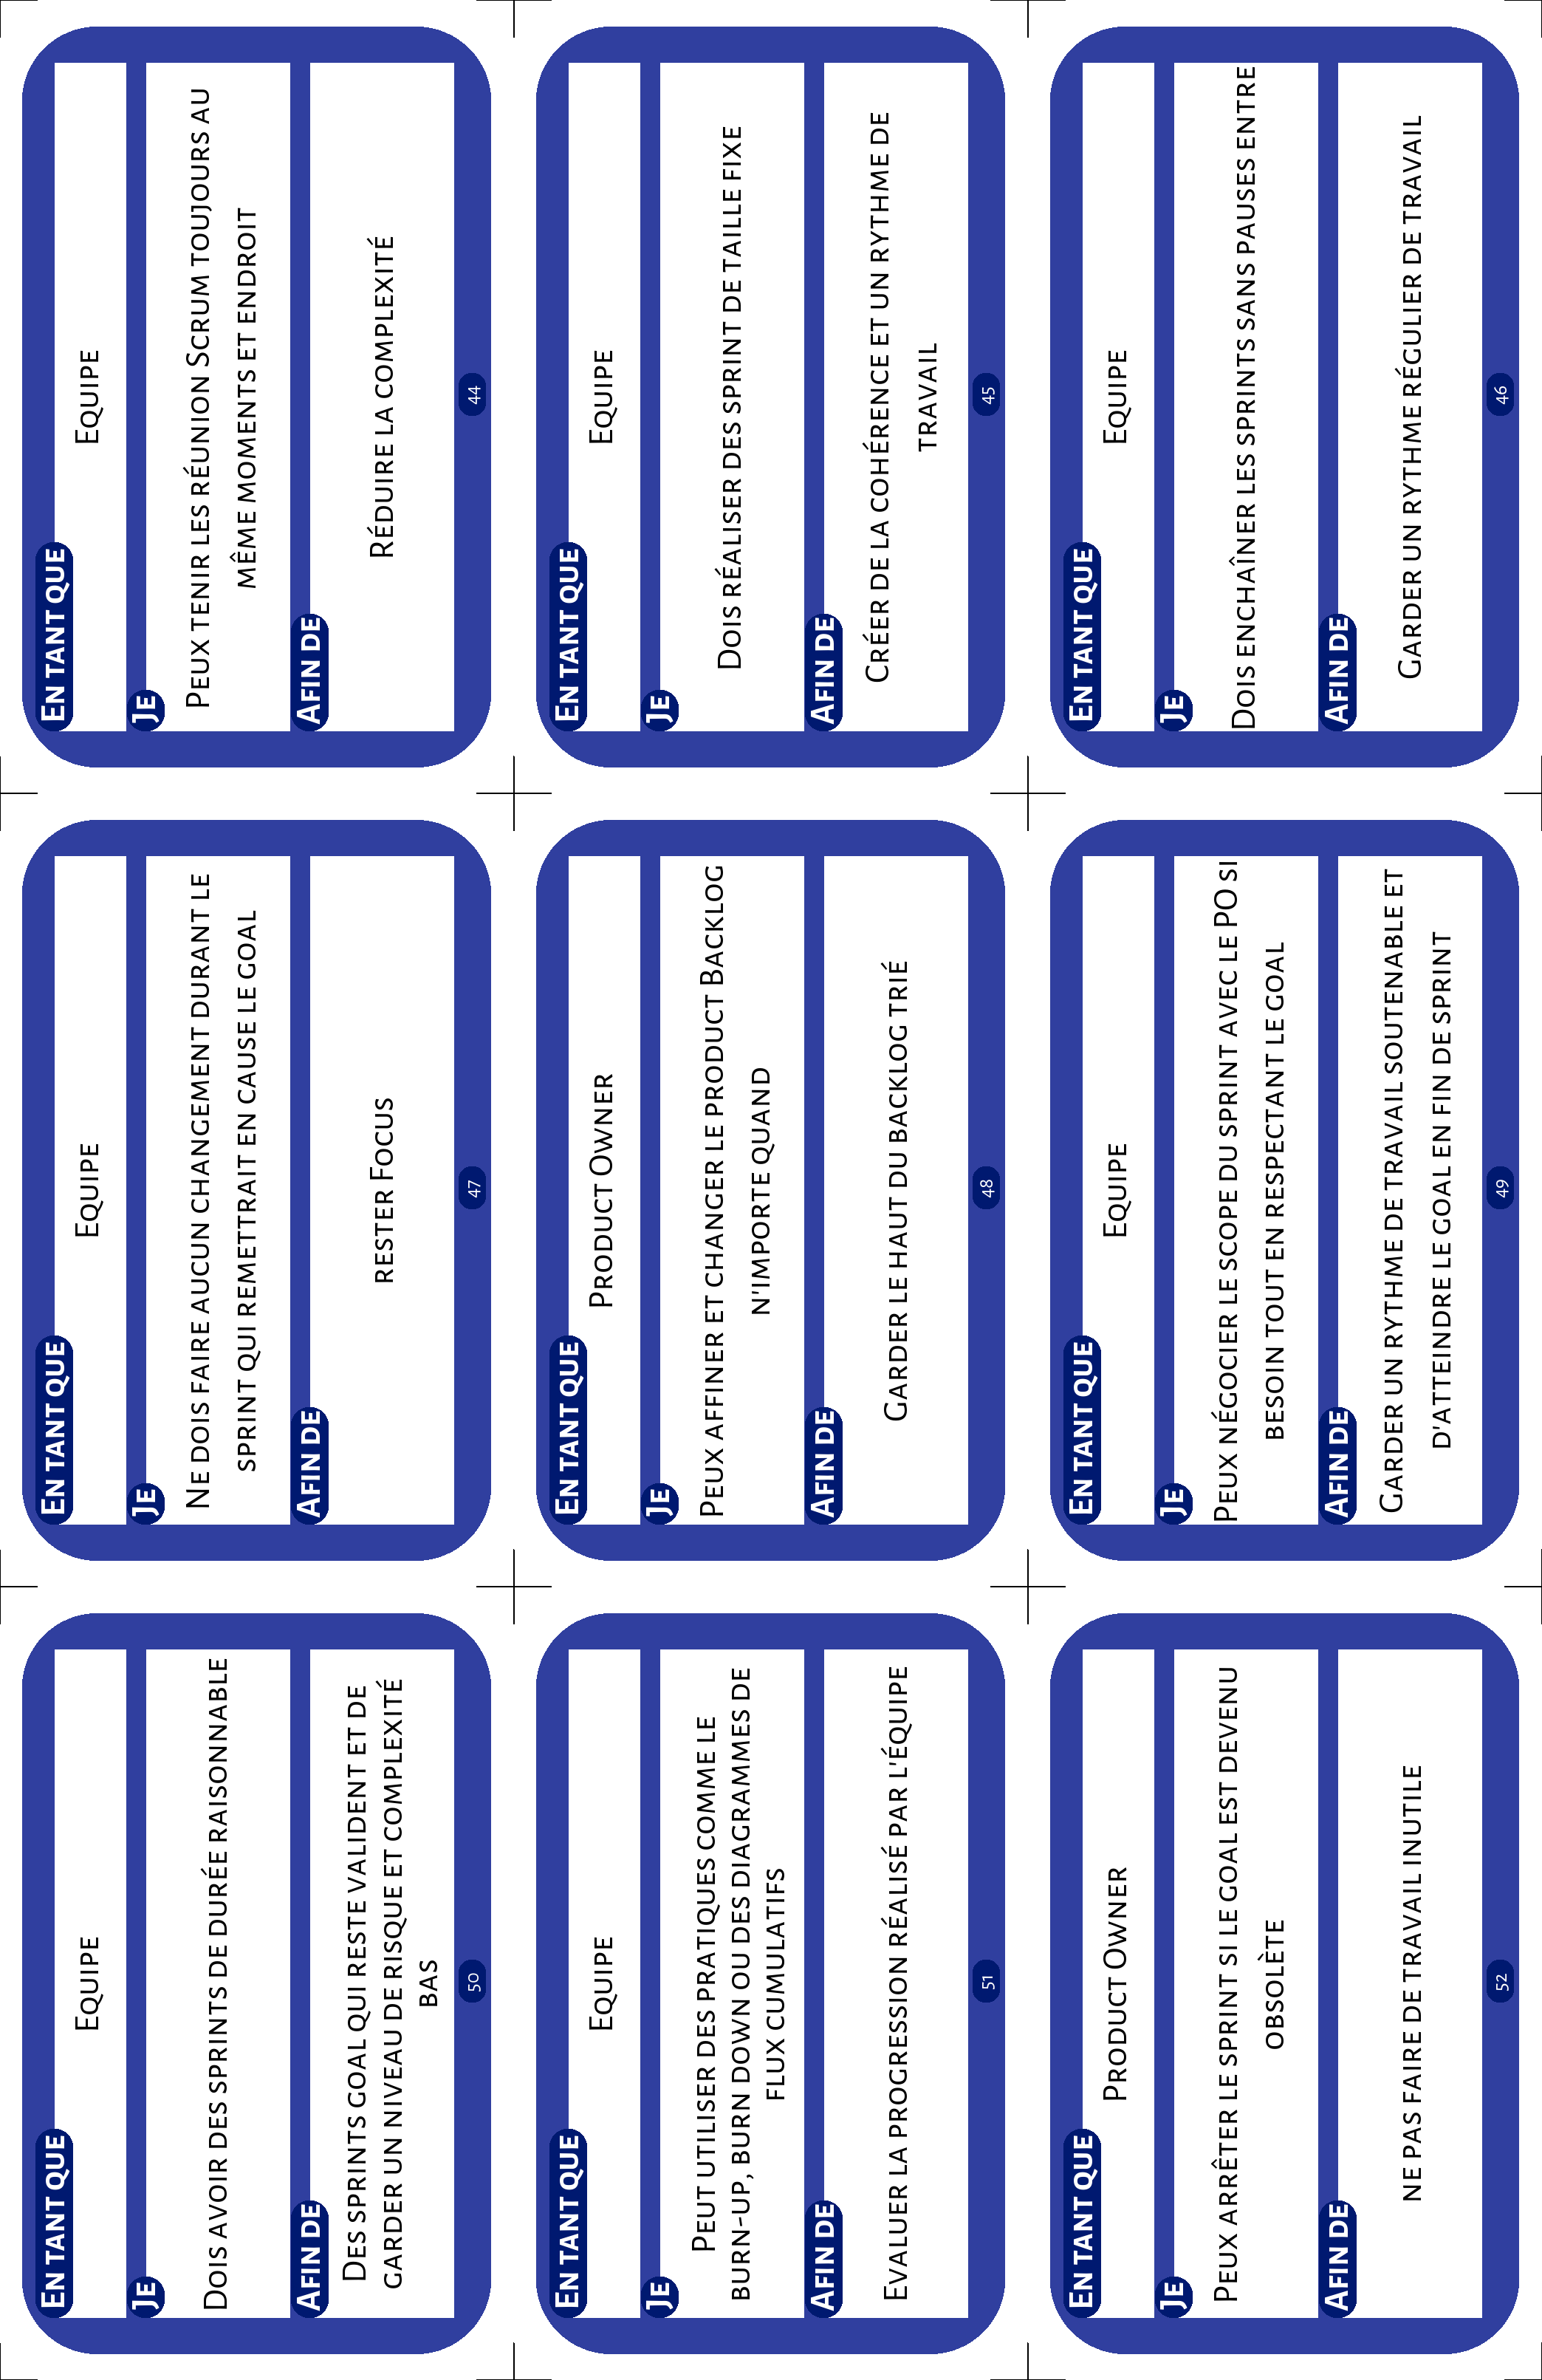 En tant que
Equipe
Je
Peux tenir les réunion Scrum toujours au
même moments et endroit
Afin de
Réduire la complexité
44
En tant que
Equipe
Je
Dois réaliser des sprint de taille fixe
Afin de
Créer de la cohérence et un rythme de
travail
45
En tant que
Equipe
Je
Dois enchaîner les sprints sans pauses entre
Afin de
Garder un rythme régulier de travail
46
En tant que
Equipe
Je
Ne dois faire aucun changement durant le
sprint qui remettrait en cause le goal
Afin de
rester Focus
47
En tant que
Product Owner
Je
Peux affiner et changer le product Backlog
n'importe quand
Afin de
Garder le haut du backlog trié
48
En tant que
Equipe
Je
Peux négocier le scope du sprint avec le PO si
besoin tout en respectant le goal
Afin de
Garder un rythme de travail soutenable et
d'atteindre le goal en fin de sprint
49
En tant que
Equipe
Je
Dois avoir des sprints de durée raisonnable
Afin de
Des sprints goal qui reste valident et de
garder un niveau de risque et complexité
bas
50
En tant que
Equipe
Je
Peut utiliser des pratiques comme le
burn-up, burn down ou des diagrammes de
flux cumulatifs
Afin de
Evaluer la progression réalisé par l'équipe
51
En tant que
Product Owner
Je
Peux arrêter le sprint si le goal est devenu
obsolète
Afin de
ne pas faire de travail inutile
52